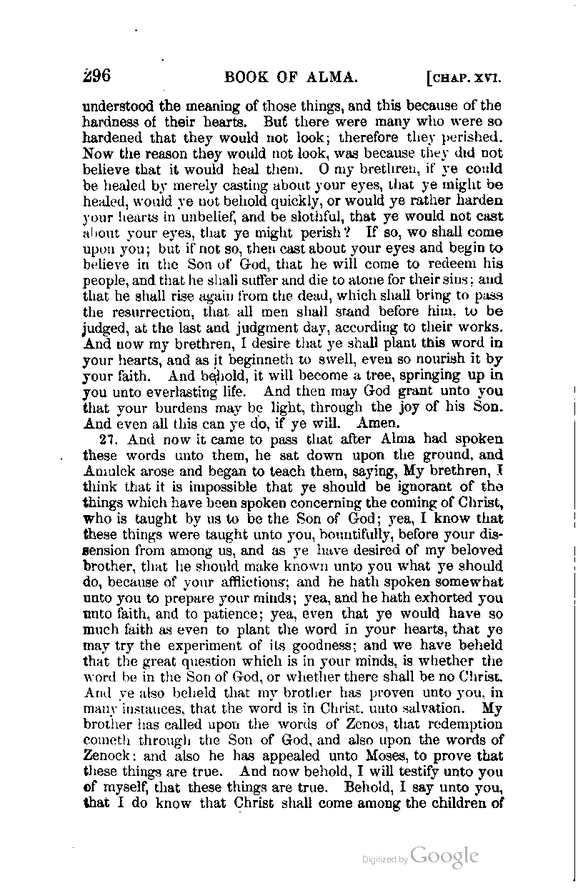 296 BOOK OF ALMA. [CHAP. XVI.
understood the meaning of those things, and this because of the
hardness of their hearts. But there were many who were so
hardened that they would not look; therefore they perished.
Now the reason they would not look, was because they did not
believe that it would heal them. O my brethren, if ye could
be healed by merely casting about your eyes, that ye might be
healed, would ye not behold quickly, or would ye rather harden
your hearts in unbelief, and be slothful, that ye would not cast
about your eyes, that ye might perish? If so, wo shall come
upon you; but if not so, then cast about your eyes and begin to
believe in the Son of God, that he will come to redeem his
people, and that he shall suffer and die to atone for their sins; and
that he shall rise again from the dead, which shall bring to pass
the resurrection, that all men shall stand before him, to be
judged, at the last and judgment day, according to their works.
And now my brethren, I desire that ye shall plant this word in
your hearts, and as it beginneth to swell, even so nourish it by
your faith. And behold, it will become a tree, springing up in
you unto everlasting life. And then may God grant unto you
that your burdens may be light, through the joy of his Son.
And even all this can ye do, if ye will. Amen.
27. And now it came to pass that after Alma had spoken
these words unto them, he sat down upon the ground, and
Amulek arose and began to teach them, saying, My brethren, I
think that it is impossible that ye should be ignorant of the
things which have been spoken concerning the coming of Christ,
who is taught by us to be the Son of God; yea, I know that
these things were taught unto you, bountifully, before your dis-
sension from among us, and as ye have desired of my beloved
brother, that he should make known unto you what ye should
do, because of your afflictions; and he hath spoken somewhat
unto you to prepare your minds; yea, and he hath exhorted you
unto faith, and to patience; yea, even that ye would have so
much faith as even to plant the word in your hearts, that ye
may try the experiment of its goodness; and we have beheld
that the great question which is in your minds, is whether the
word be in the Son of God, or whether there shall be no Christ.
And ye also beheld that my brother has proven unto you, in
many instances, that the word is in Christ, unto salvation. My
brother has called upon the words of Zenos, that redemption
cometh through the Son of God, and also upon the words of
Zenock; and also he has appealed unto Moses, to prove that
these things are true. And now behold, I will testify unto you
of myself, that these things are true. Behold, I say unto you,
that I do know that Christ shall come among the children of
Digitized by Google